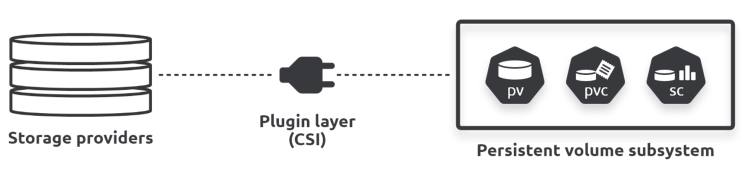 pv
pvc
sc
Storage providers
Plugin layer
(CSI)
Persistent volume subsystem